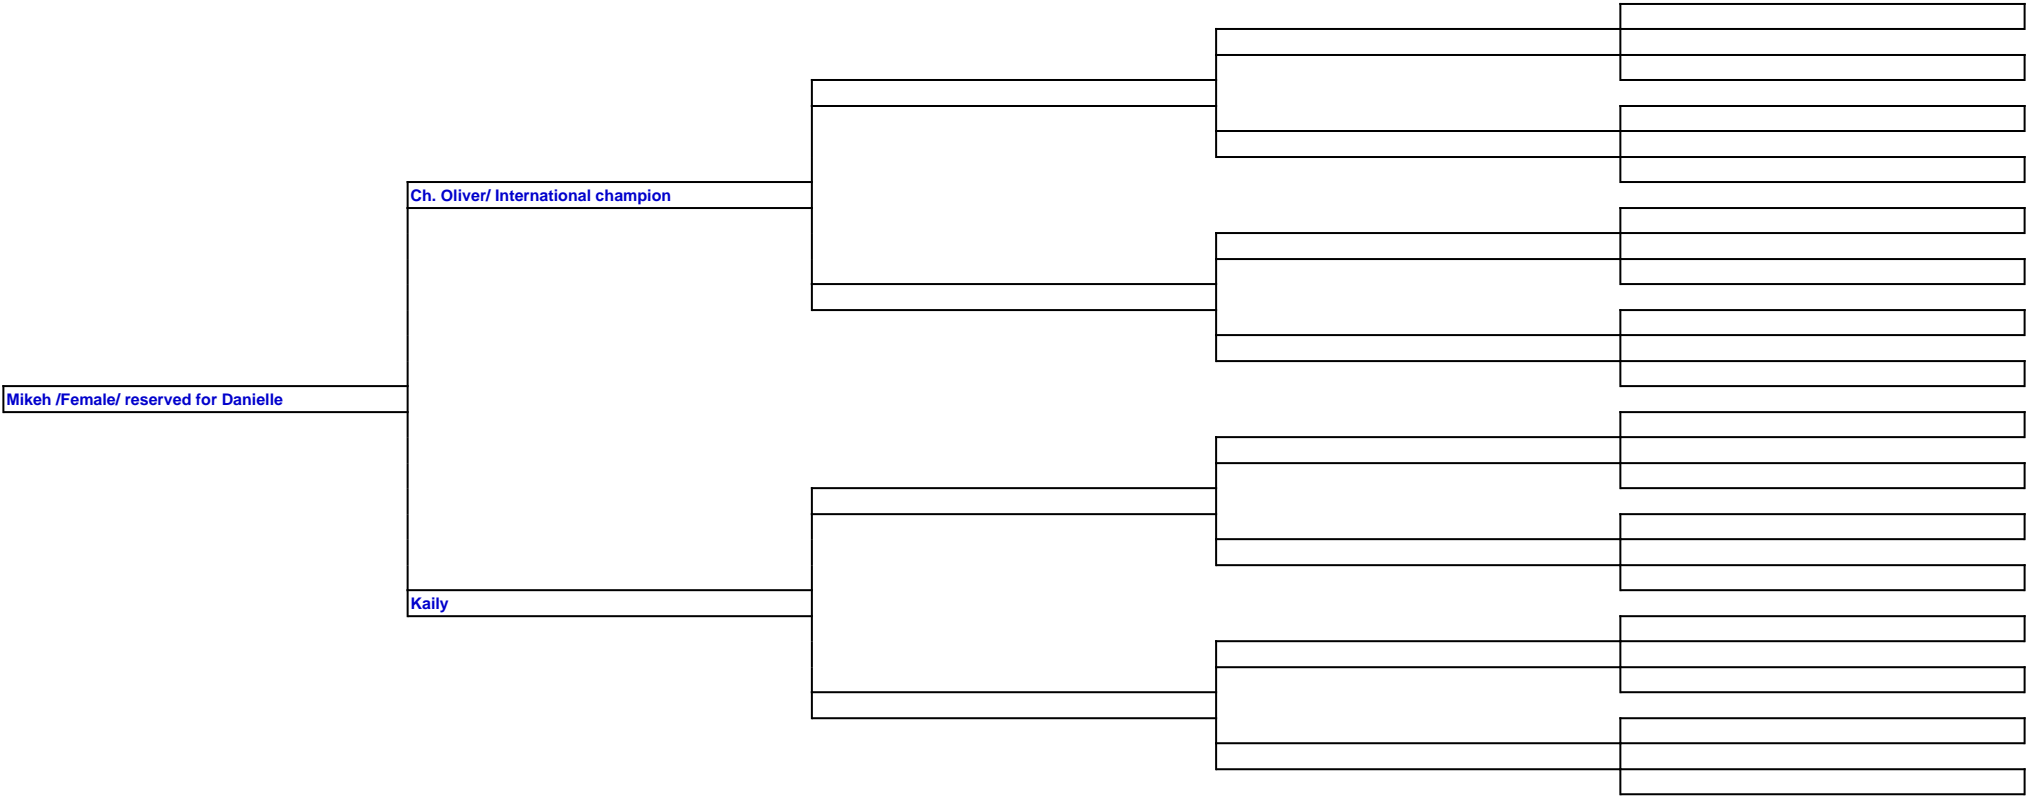 Ch. Oliver/ International champion
Mikeh /Female/ reserved for Danielle
Kaily